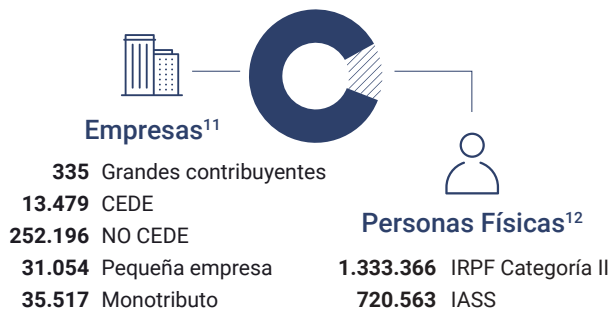 Empresas¹¹
335 Grandes contribuyentes
13.479 CEDE
252.196 NO CEDE
31.054 Pequeña empresa
35.517 Monotributo
Personas Físicas¹²
1.333.366 IRPF Categoría II
720.563 IASS